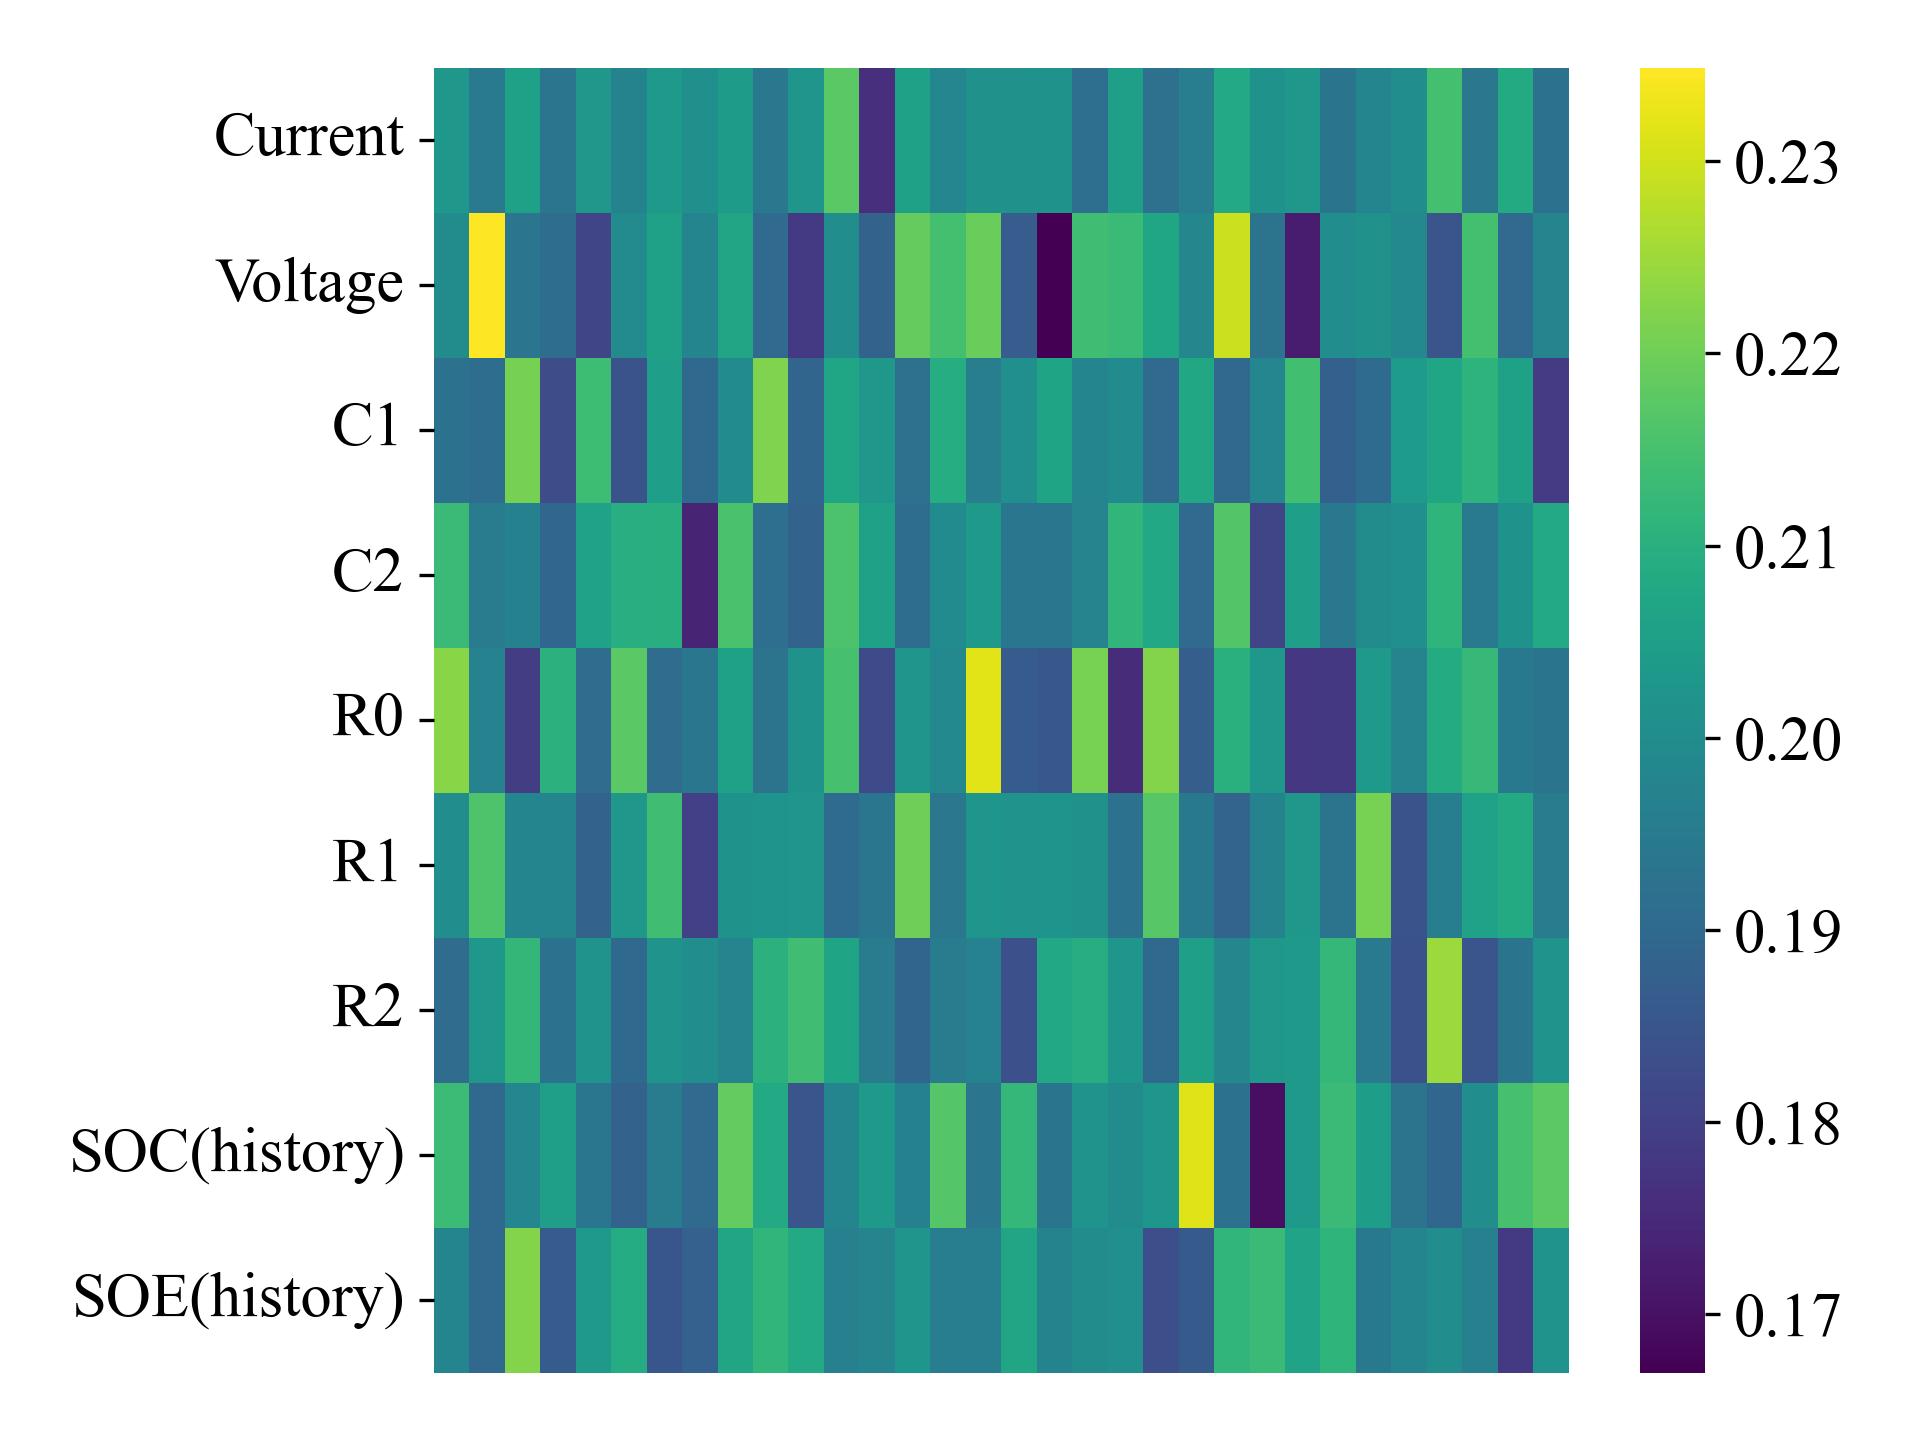 Current
Voltage
C1
C2
R0
R1
R2
SOC(history)
SOE(history)
0.23
0.22
0.21
0.20
0.19
0.18
0.17